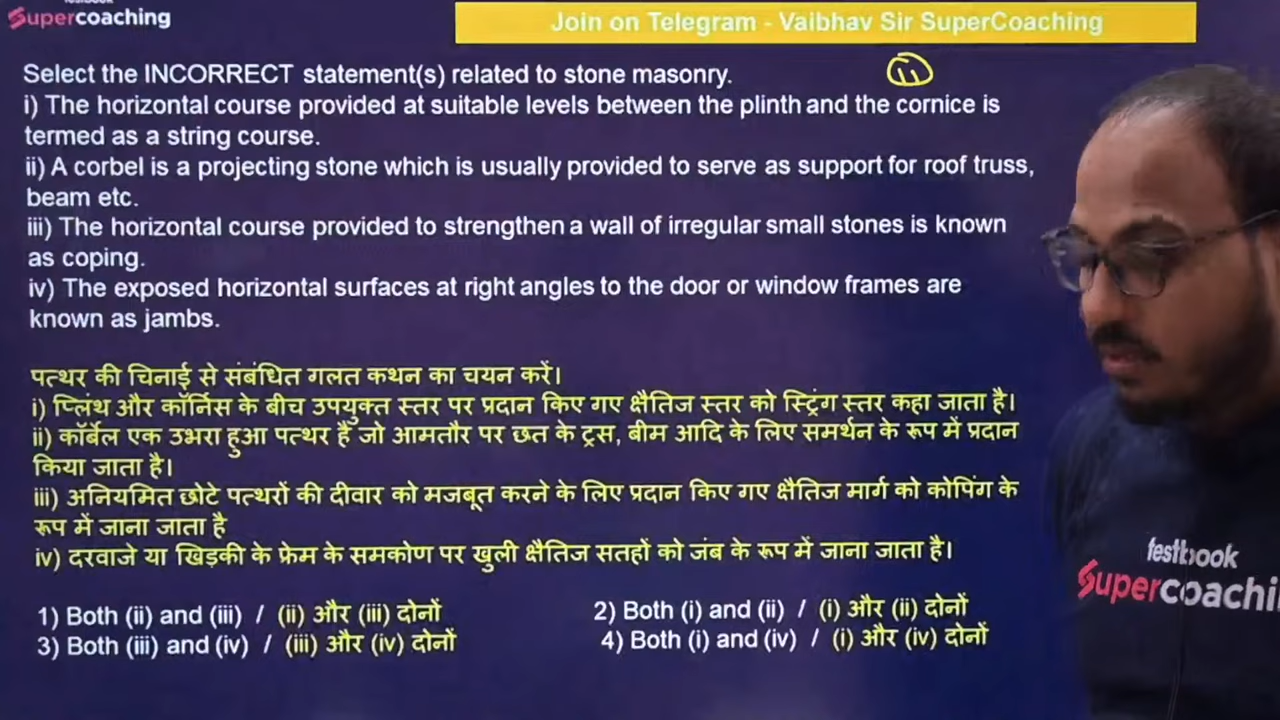 testbook
Supercoaching
Join on Telegram - Vaibhav Sir SuperCoaching
Select the INCORRECT statement(s) related to stone masonry.
i) The horizontal course provided at suitable levels between the plinth and the cornice is
termed as a string course.
ii) A corbel is a projecting stone which is usually provided to serve as support for roof truss,
beam etc.
iii) The horizontal course provided to strengthen a wall of irregular small stones is known
as coping.
iv) The exposed horizontal surfaces at right angles to the door or window frames are
known as jambs.
पत्थर की चिनाई से संबंधित गलत कथन का चयन करें।
i) प्लिंथ और कॉर्निस के बीच उपयुक्त स्तर पर प्रदान किए गए क्षैतिज स्तर को स्ट्रिंग स्तर कहा जाता है।
ii) कॉर्बेल एक उभरा हुआ पत्थर है जो आमतौर पर छत के ट्रस, बीम आदि के लिए समर्थन के रूप में प्रदान
किया जाता है।
iii) अनियमित छोटे पत्थरों की दीवार को मजबूत करने के लिए प्रदान किए गए क्षैतिज मार्ग को कोपिंग के
रूप में जाना जाता है
iv) दरवाजे या खिड़की के फ्रेम के समकोण पर खुली क्षैतिज सतहों को जंब के रूप में जाना जाता है।
1) Both (ii) and (iii) / (ii) और (iii) दोनों
2) Both (i) and (ii) / (i) और (ii) दोनों
3) Both (iii) and (iv) / (iii) और (iv) दोनों
4) Both (i) and (iv) / (i) और (iv) दोनों
testbook
Supercoachi